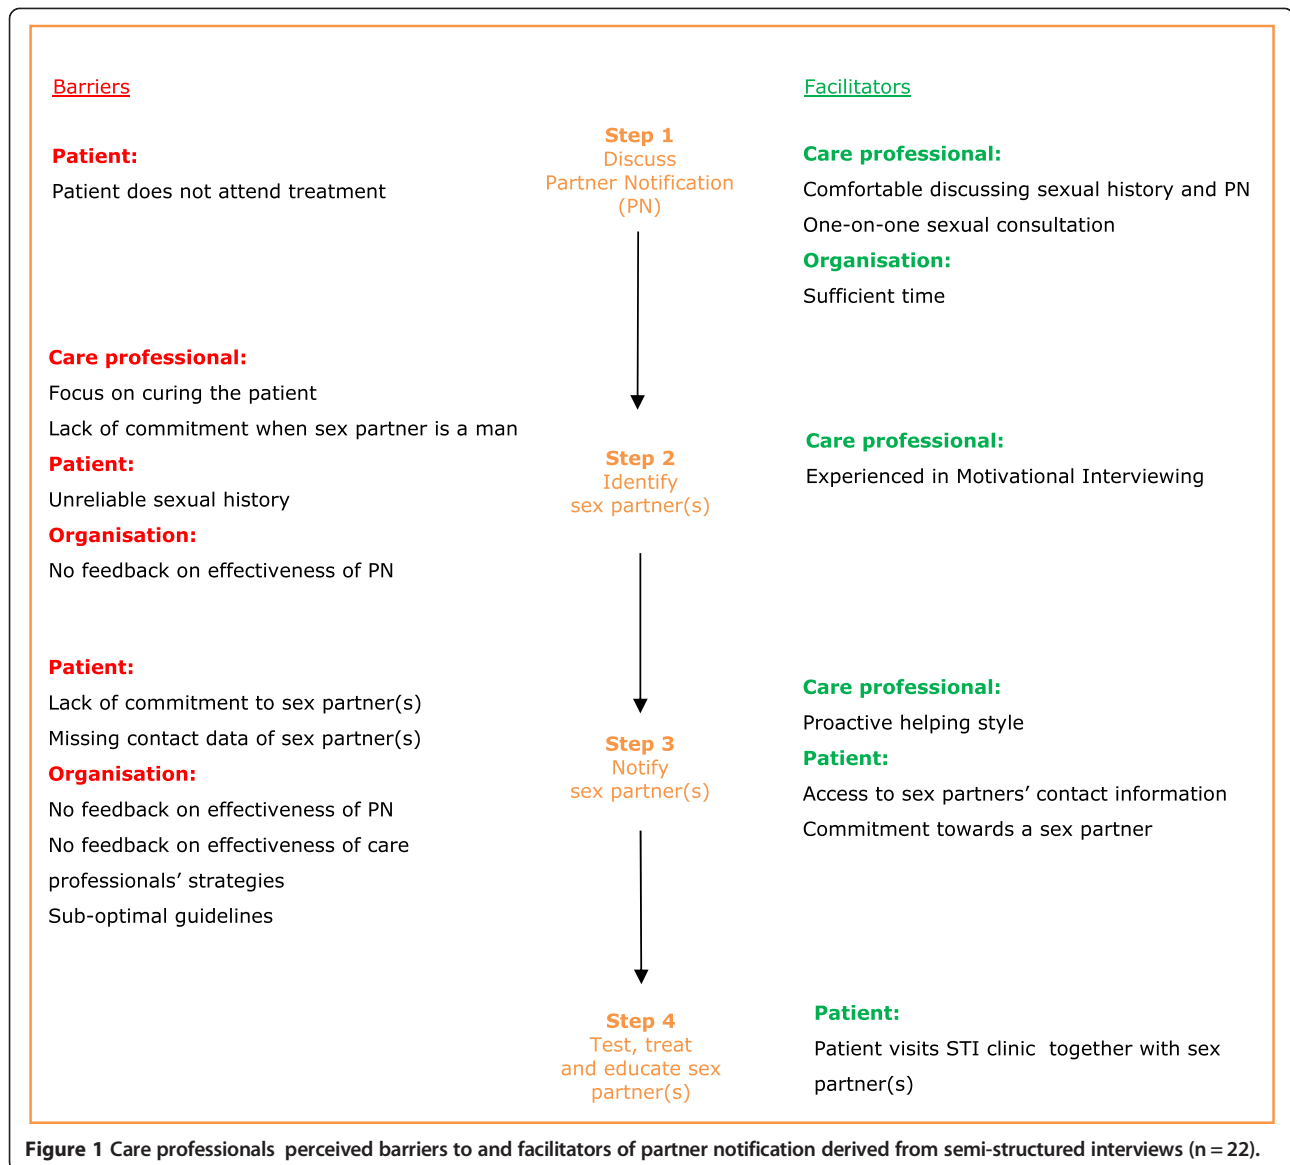 Barriers
Facilitators
Patient:
Patient does not attend treatment
Step 1
Discuss
Partner Notification
(PN)
Care professional:
Comfortable discussing sexual history and PN
One-on-one sexual consultation
Organisation:
Sufficient time
Care professional:
Focus on curing the patient
Lack of commitment when sex partner is a man
Patient:
Unreliable sexual history
Organisation:
No feedback on effectiveness of PN
Step 2
Identify
sex partner(s)
Care professional:
Experienced in Motivational Interviewing
Patient:
Lack of commitment to sex partner(s)
Missing contact data of sex partner(s)
Organisation:
No feedback on effectiveness of PN
No feedback on effectiveness of care
professionals’ strategies
Sub-optimal guidelines
Step 3
Notify
sex partner(s)
Care professional:
Proactive helping style
Patient:
Access to sex partners’ contact information
Commitment towards a sex partner
Step 4
Test, treat
and educate sex
partner(s)
Patient:
Patient visits STI clinic together with sex
partner(s)
Figure 1 Care professionals perceived barriers to and facilitators of partner notification derived from semi-structured interviews (n = 22).